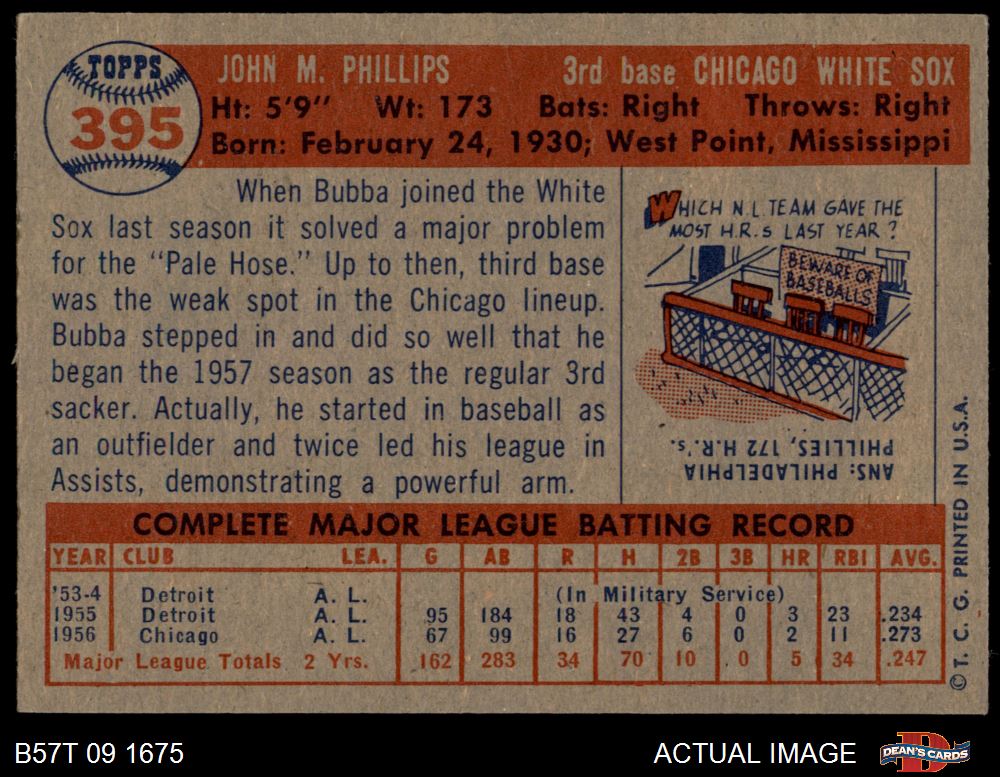 TOPPS
395
JOHN M. PHILLIPS 3rd base CHICAGO WHITE SOX
Ht: 5'9" Wt: 173 Bats: Right Throws: Right
Born: February 24, 1930; West Point, Mississippi
When Bubba joined the White
Sox last season it solved a major problem
for the "Pale Hose." Up to then, third base
was the weak spot in the Chicago lineup.
Bubba stepped in and did so well that he
began the 1957 season as the regular 3rd
sacker. Actually, he started in baseball as
an outfielder and twice led his league in
Assists, demonstrating a powerful arm.
WHICH N.L. TEAM GAVE THE
MOST H.R.s LAST YEAR?
BEWARE OF
BASEBALLS
ANS: PHILADELPHIA
PHILLIES, 172 H.R.'s.
COMPLETE MAJOR LEAGUE BATTING RECORD
YEAR CLUB LEA. G AB R H 2B 3B HR RBI AVG.
'53-4 Detroit A. L. (In Military Service)
1955 Detroit A. L. 95 184 18 43 4 0 3 23 .234
1956 Chicago A. L. 67 99 16 27 6 0 2 11 .273
Major League Totals 2 Yrs. 162 283 34 70 10 0 5 34 .247
© T. C. G. PRINTED IN U.S.A.
B57T 09 1675 ACTUAL IMAGE
DEAN'S CARDS